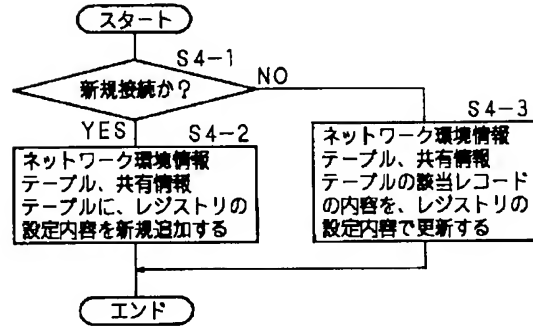 スタート
S4-1
新規接続か?
NO
YES
S4-2
ネットワーク環境情報
テーブル、共有情報
テーブルに、レジストリの
設定内容を新規追加する
S4-3
ネットワーク環境情報
テーブル、共有情報
テーブルの該当レコード
の内容を、レジストリの
設定内容で更新する
エンド